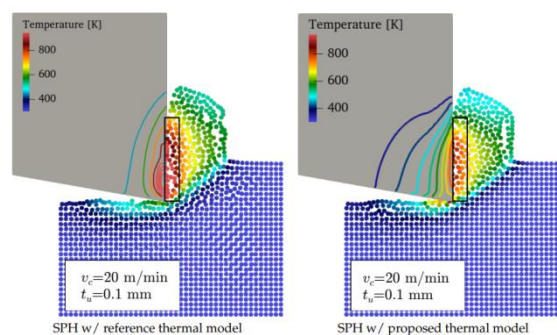 Temperature [K]
800
600
400
v_c=20 m/min
t_u=0.1 mm
SPH w/ reference thermal model
Temperature [K]
800
600
400
v_c=20 m/min
t_u=0.1 mm
SPH w/ proposed thermal model